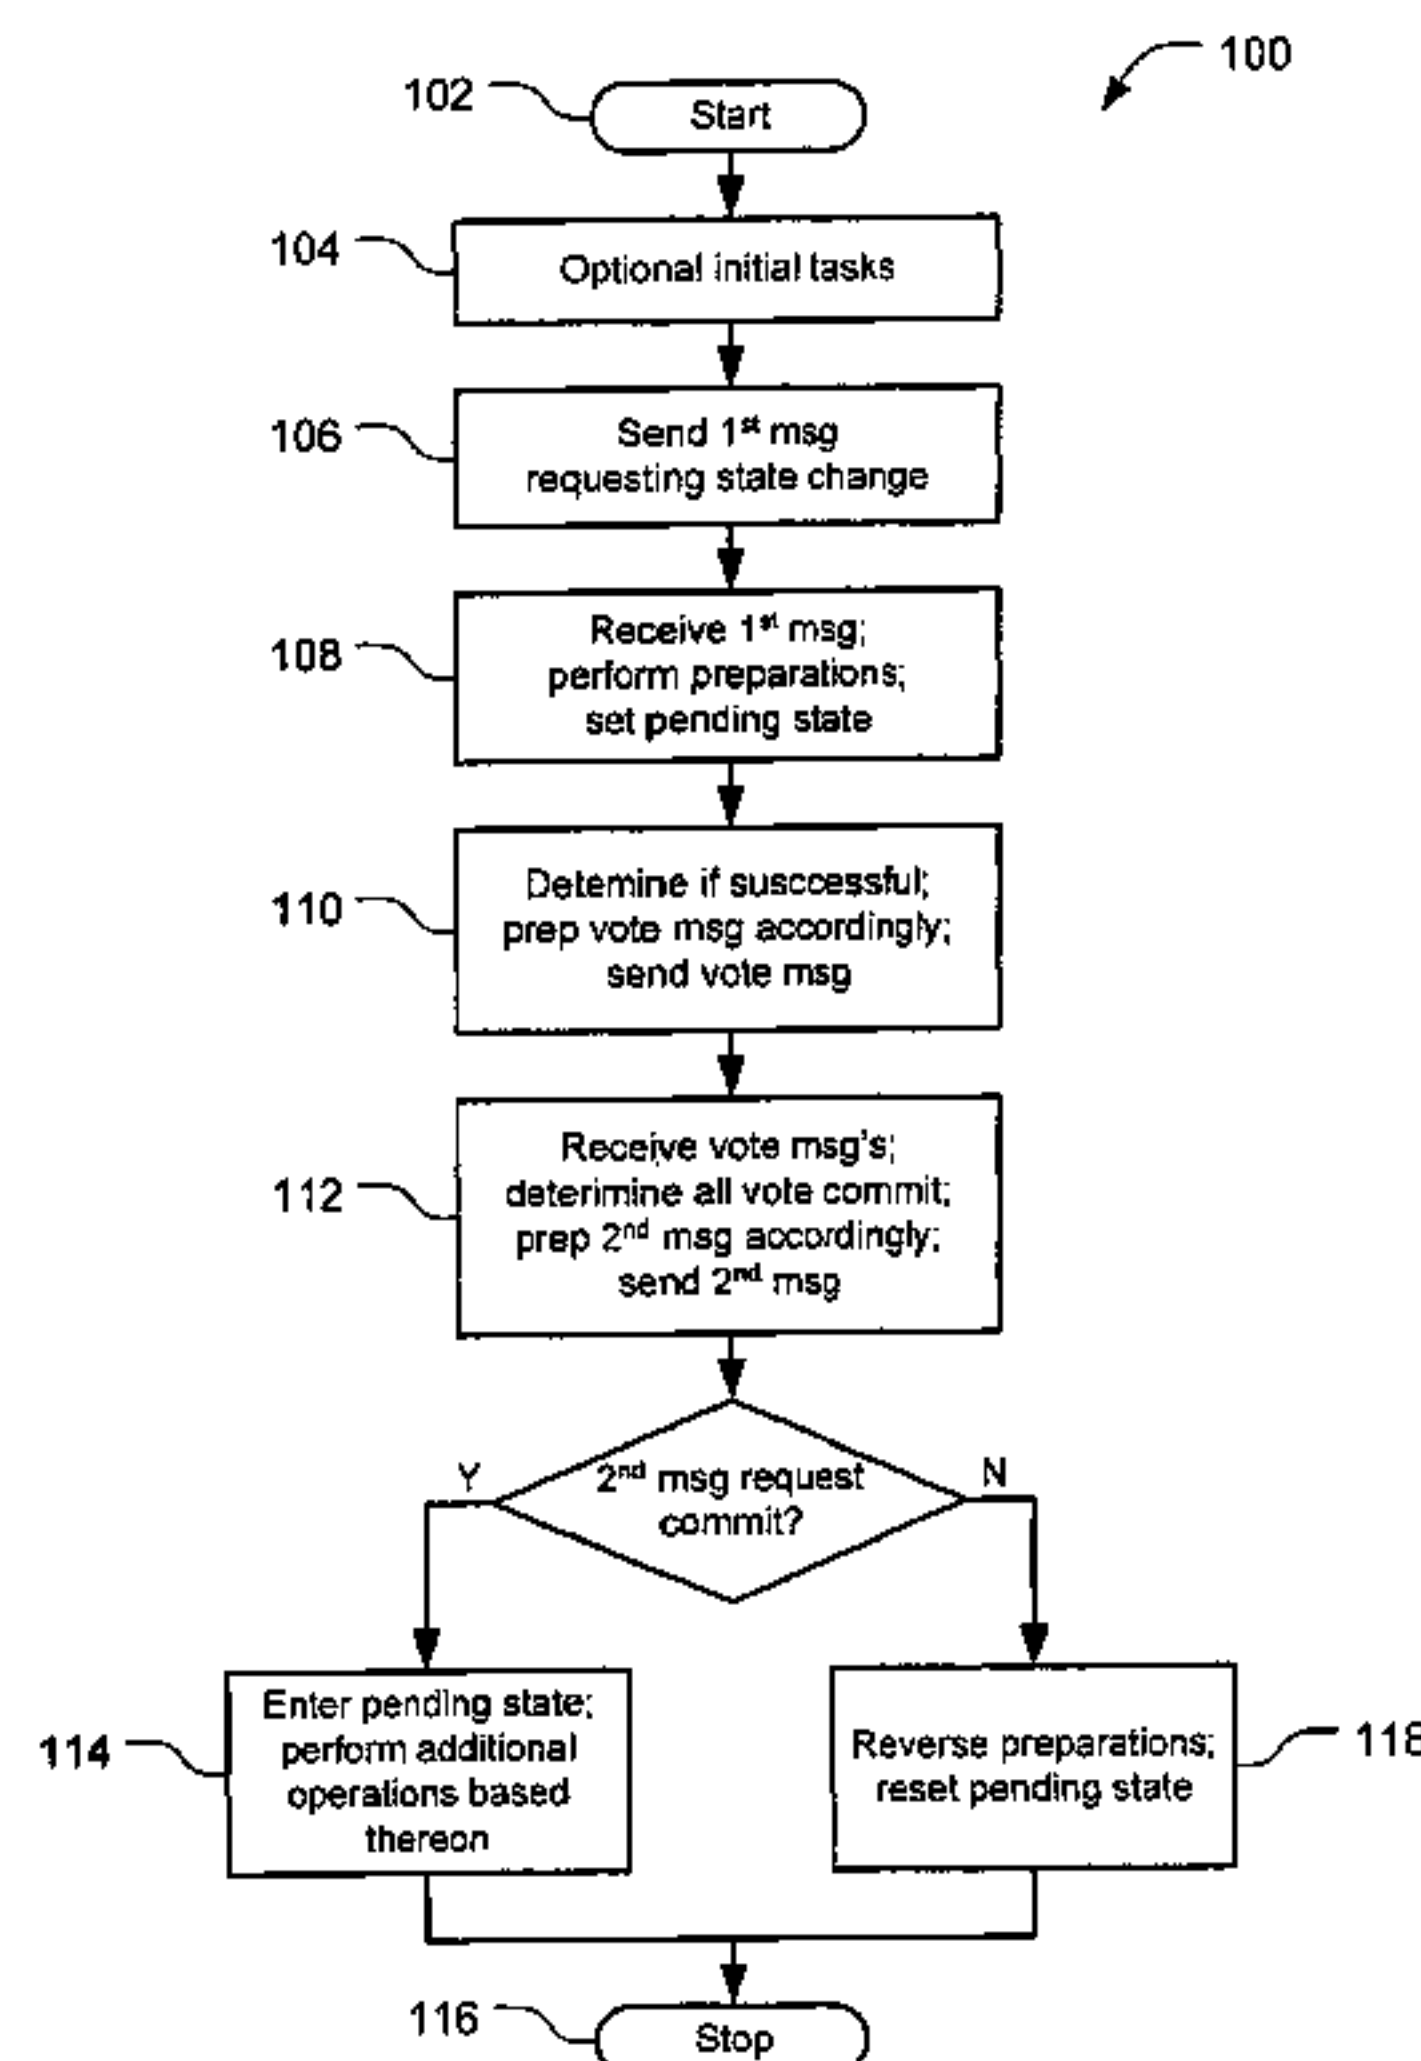 100
102
Start
104
Optional initial tasks
106
Send 1st msg
requesting state change
108
Receive 1st msg;
perform preparations;
set pending state
110
Detemine if susccessful;
prep vote msg accordingly;
send vote msg
112
Receive vote msg's;
deterimine all vote commit;
prep 2nd msg accordingly;
send 2nd msg
Y
2nd msg request
commit?
N
114
Enter pending state;
perform additional
operations based
thereon
Reverse preparations;
reset pending state
118
116
Stop